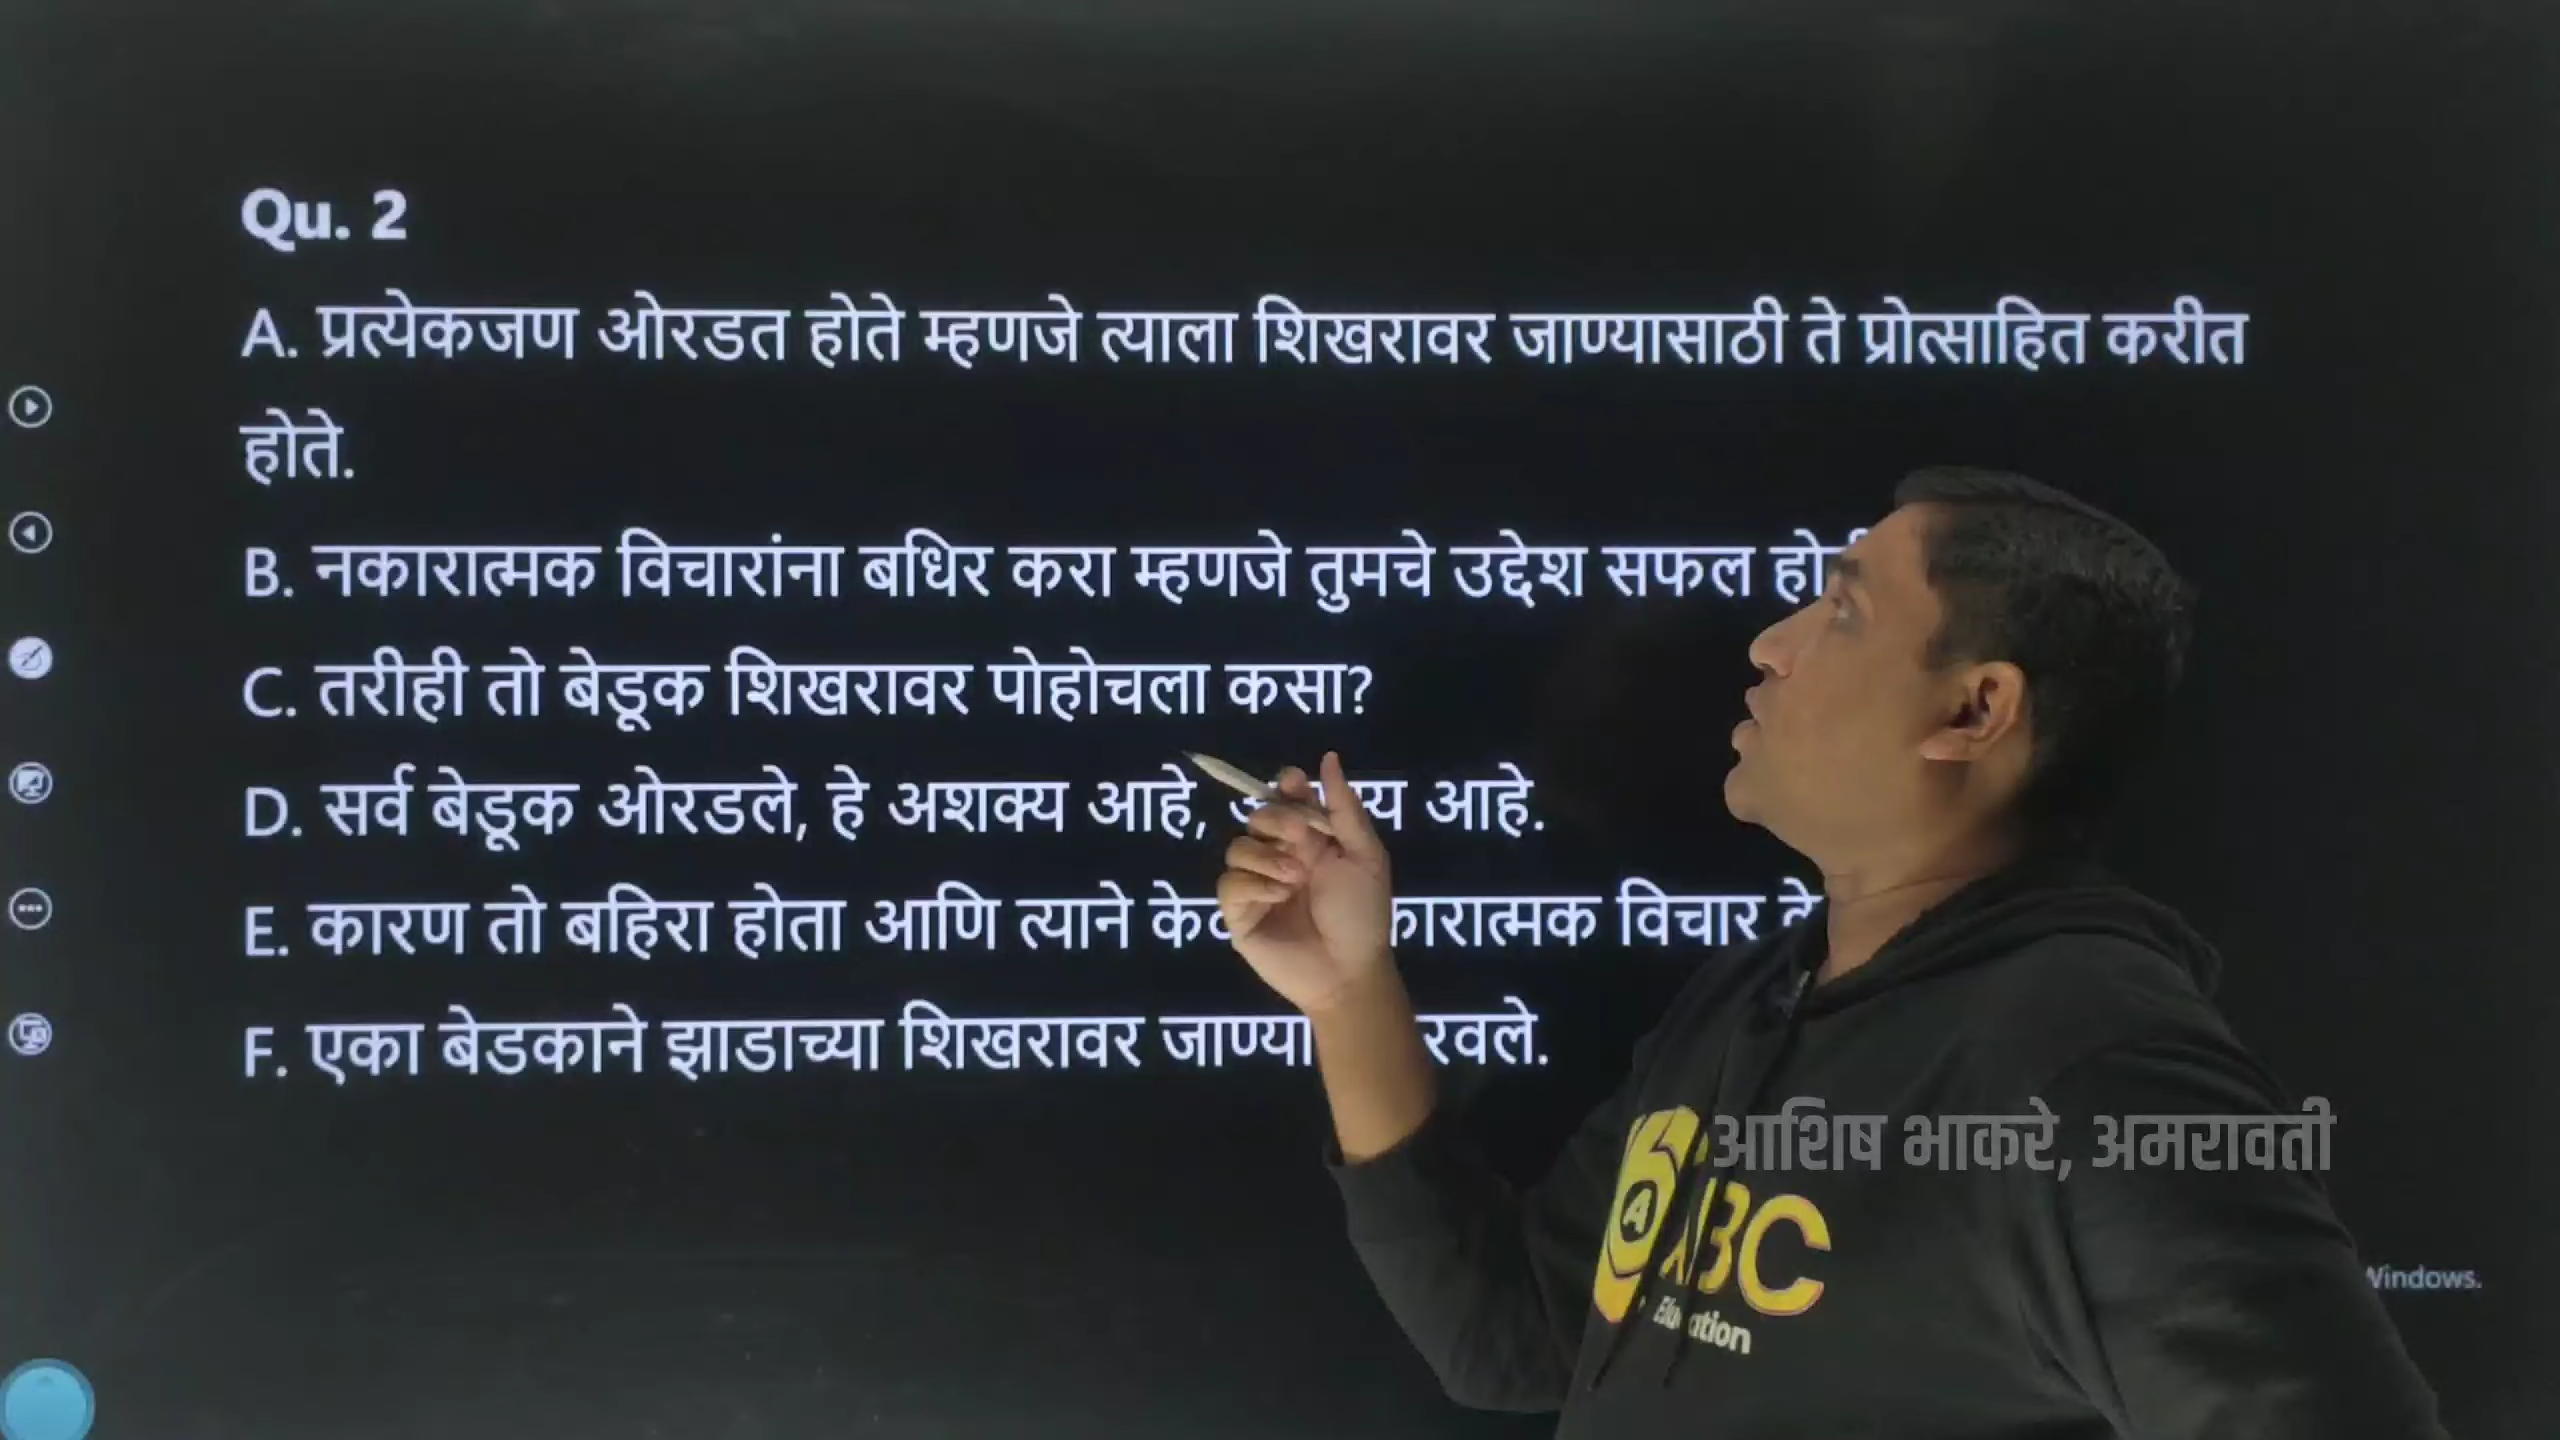 Qu. 2
A. प्रत्येकजण ओरडत होते म्हणजे त्याला शिखरावर जाण्यासाठी ते प्रोत्साहित करीत
होते.
B. नकारात्मक विचारांना बधिर करा म्हणजे तुमचे उद्देश सफल
C. तरीही तो बेडूक शिखरावर पोहोचला कसा?
D. सर्व बेडूक ओरडले, हे अशक्य आहे, आहे.
E. कारण तो बहिरा होता आणि त्याने विचार
F. एका बेडकाने झाडाच्या शिखरावर
आशिष भाकरे, अमरावती
ABC
Windows.